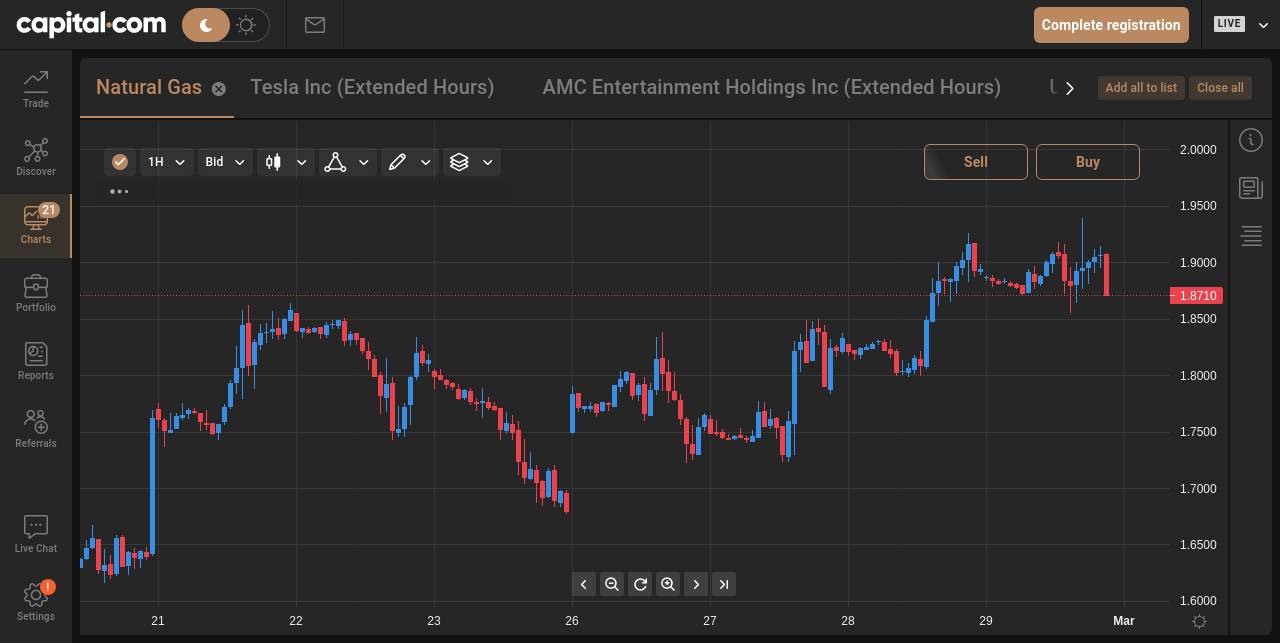 capital.com
Complete registration
LIVE
Natural Gas
Tesla Inc (Extended Hours)
AMC Entertainment Holdings Inc (Extended Hours)
Add all to list
Close all
Trade
Discover
21
Charts
Portfolio
Reports
Referrals
Live Chat
!
Settings
1H
Bid
Sell
Buy
2.0000
1.9500
1.9000
1.8710
1.8500
1.8000
1.7500
1.7000
1.6500
1.6000
21
22
23
26
27
28
29
Mar